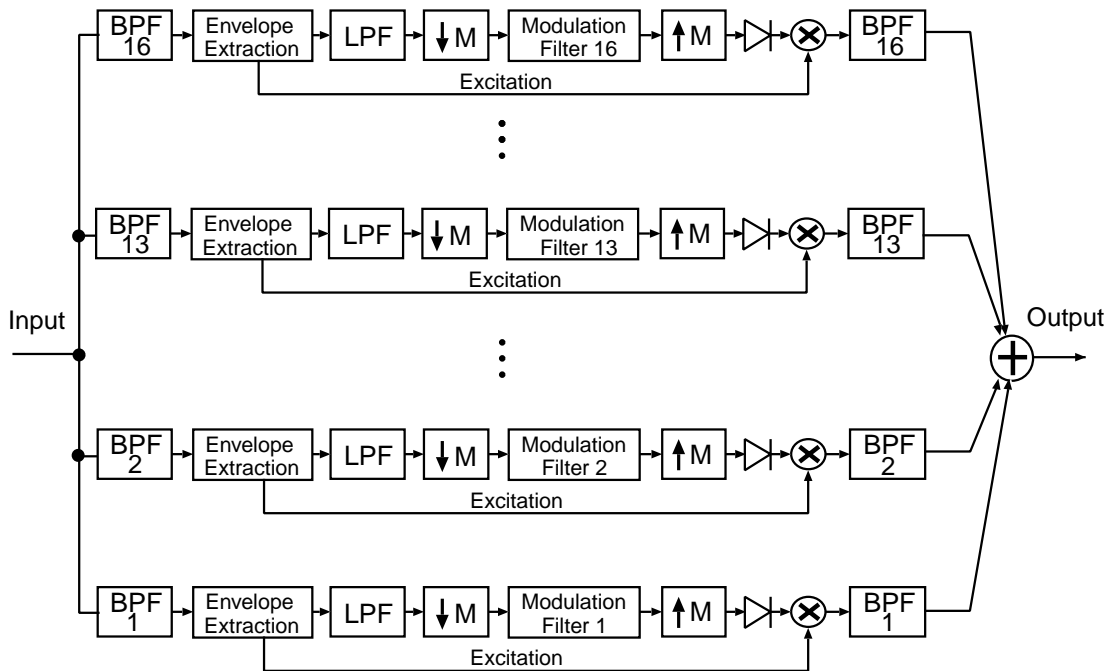 BPF 16
Envelope Extraction
LPF
M
Modulation Filter 16
M
BPF 16
Excitation
BPF 13
Envelope Extraction
LPF
M
Modulation Filter 13
M
BPF 13
Excitation
Input
Output
BPF 2
Envelope Extraction
LPF
M
Modulation Filter 2
M
BPF 2
Excitation
BPF 1
Envelope Extraction
LPF
M
Modulation Filter 1
M
BPF 1
Excitation